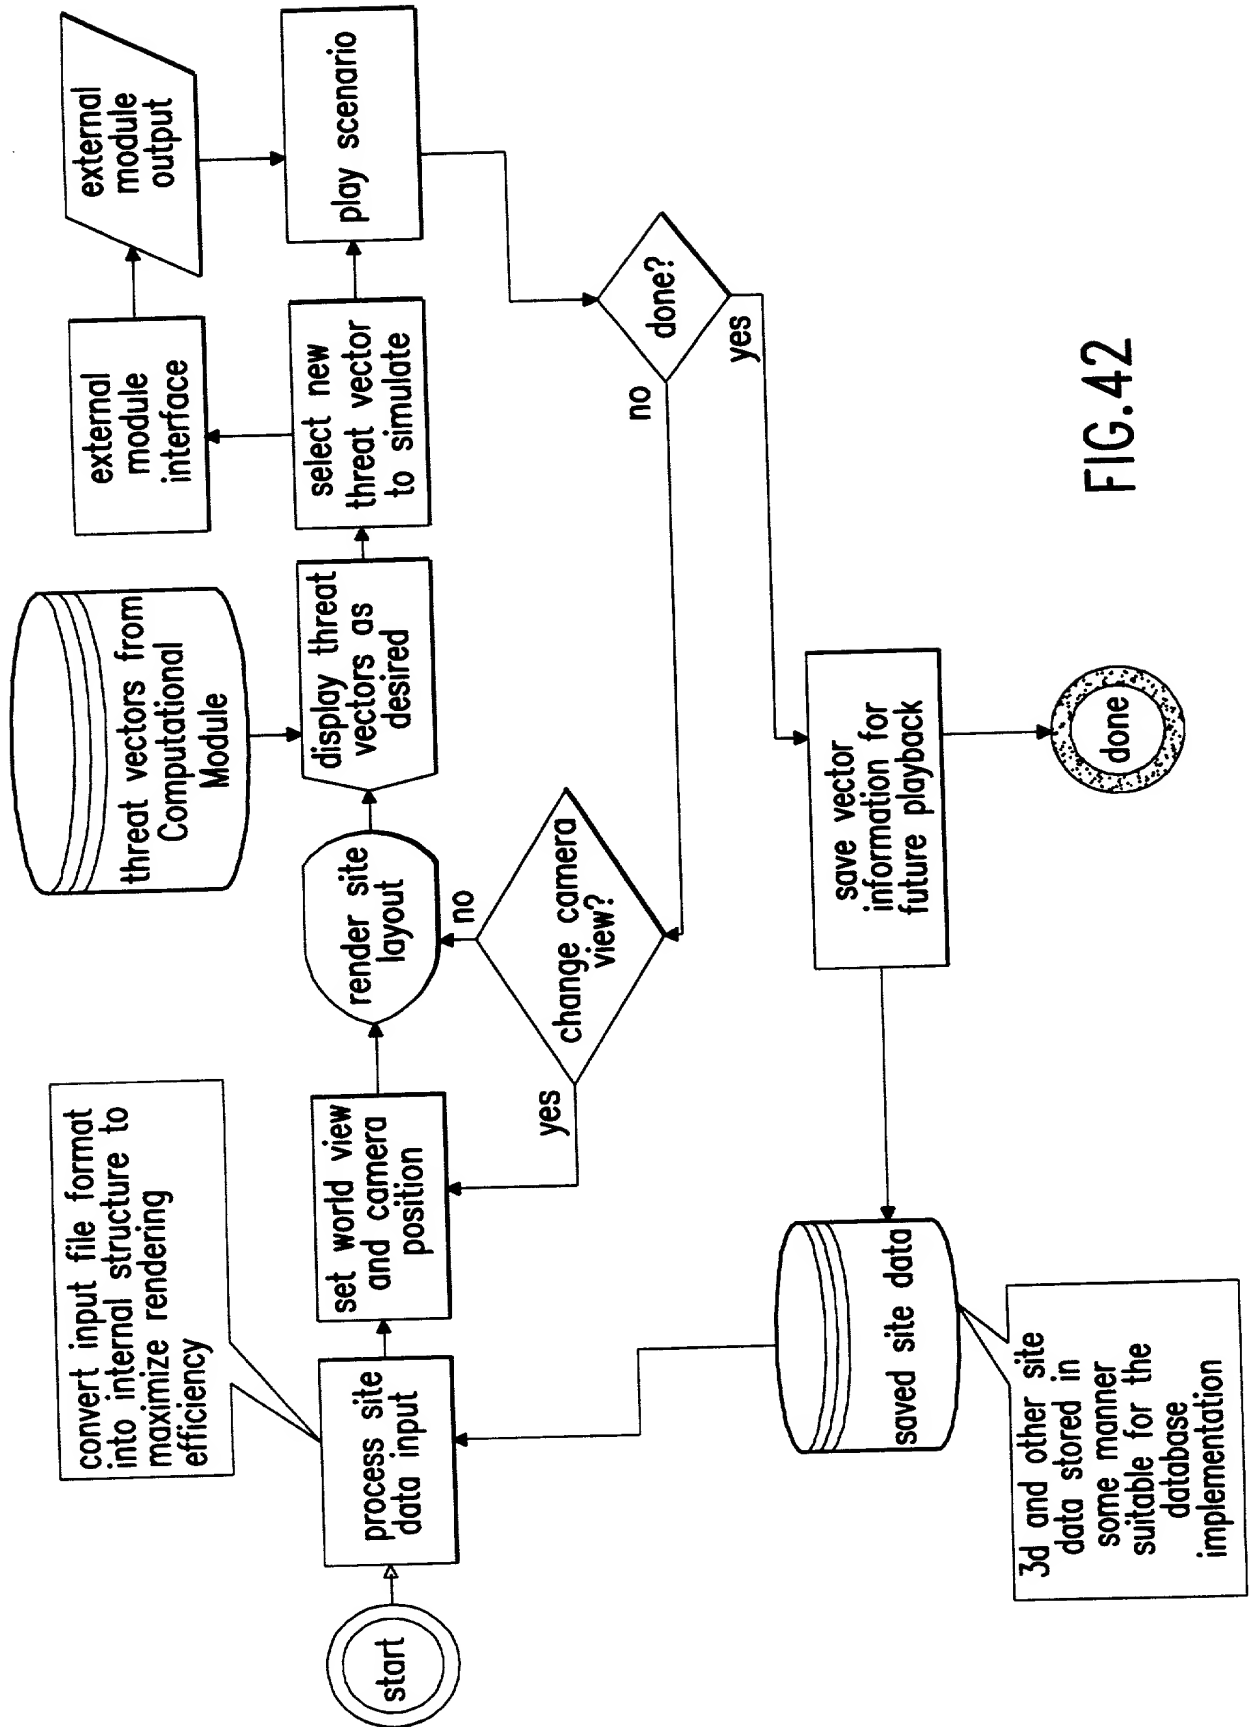 convert input file format
into internal structure to
maximize rendering
efficiency
threat vectors from
Computational
Module
external
module
interface
external
module
output
start
process site
data input
set world view
and camera
position
render site
layout
display threat
vectors as
desired
select new
threat vector
to simulate
play scenario
yes
change camera
view?
no
no
done?
yes
saved site data
save vector
information for
future playback
3d and other site
data stored in
some manner
suitable for the
database
implementation
done
FIG.42